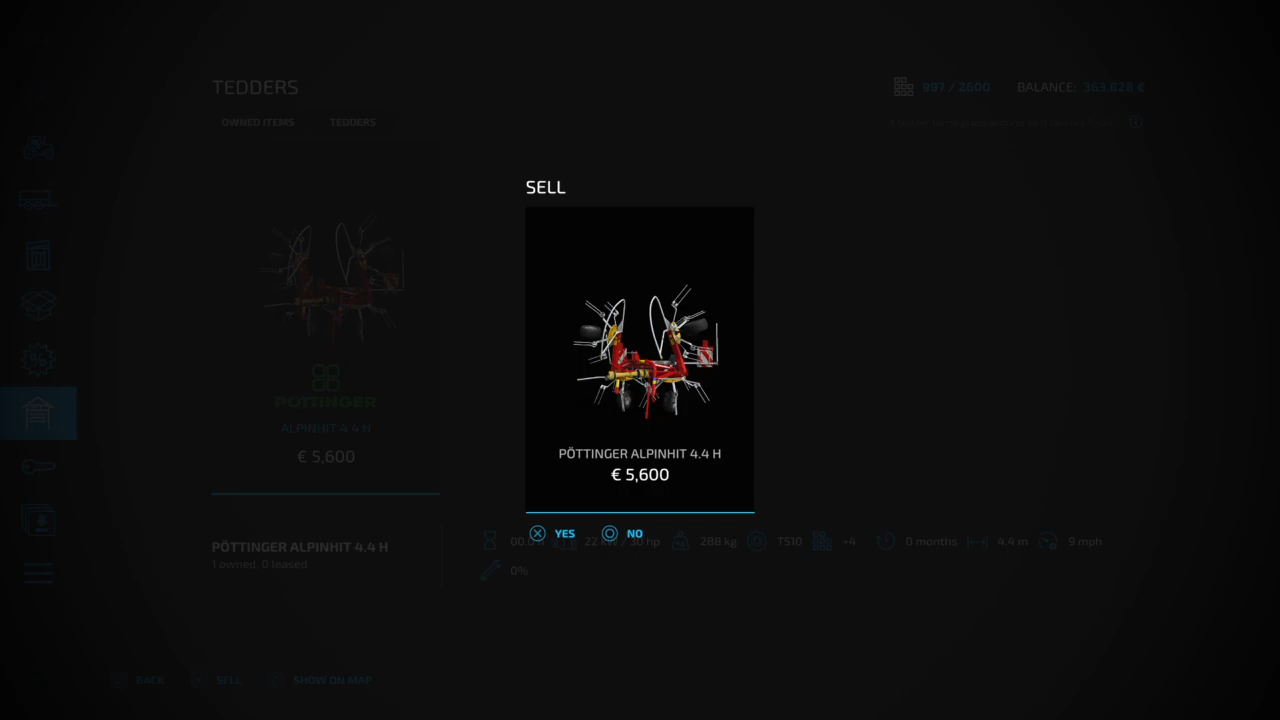 TEDDERS
997 / 2600
BALANCE: 363,828 €
OWNED ITEMS
TEDDERS
SELL
PÖTTINGER
ALPINHIT 4.4 H
€ 5,600
PÖTTINGER ALPINHIT 4.4 H
€ 5,600
YES
NO
PÖTTINGER ALPINHIT 4.4 H
1 owned, 0 leased
22 kW / 30 hp
288 kg
T510
+4
0 months
4.4 m
9 mph
0%
BACK
SELL
SHOW ON MAP